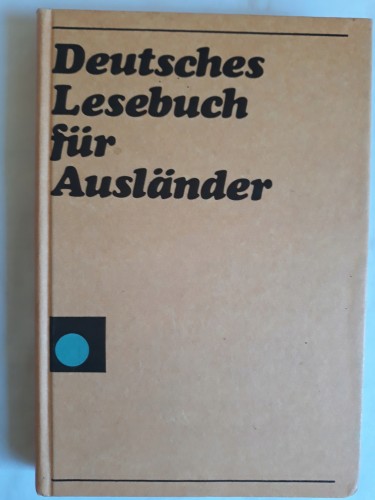 Deutsches
Lesebuch
für
Ausländer